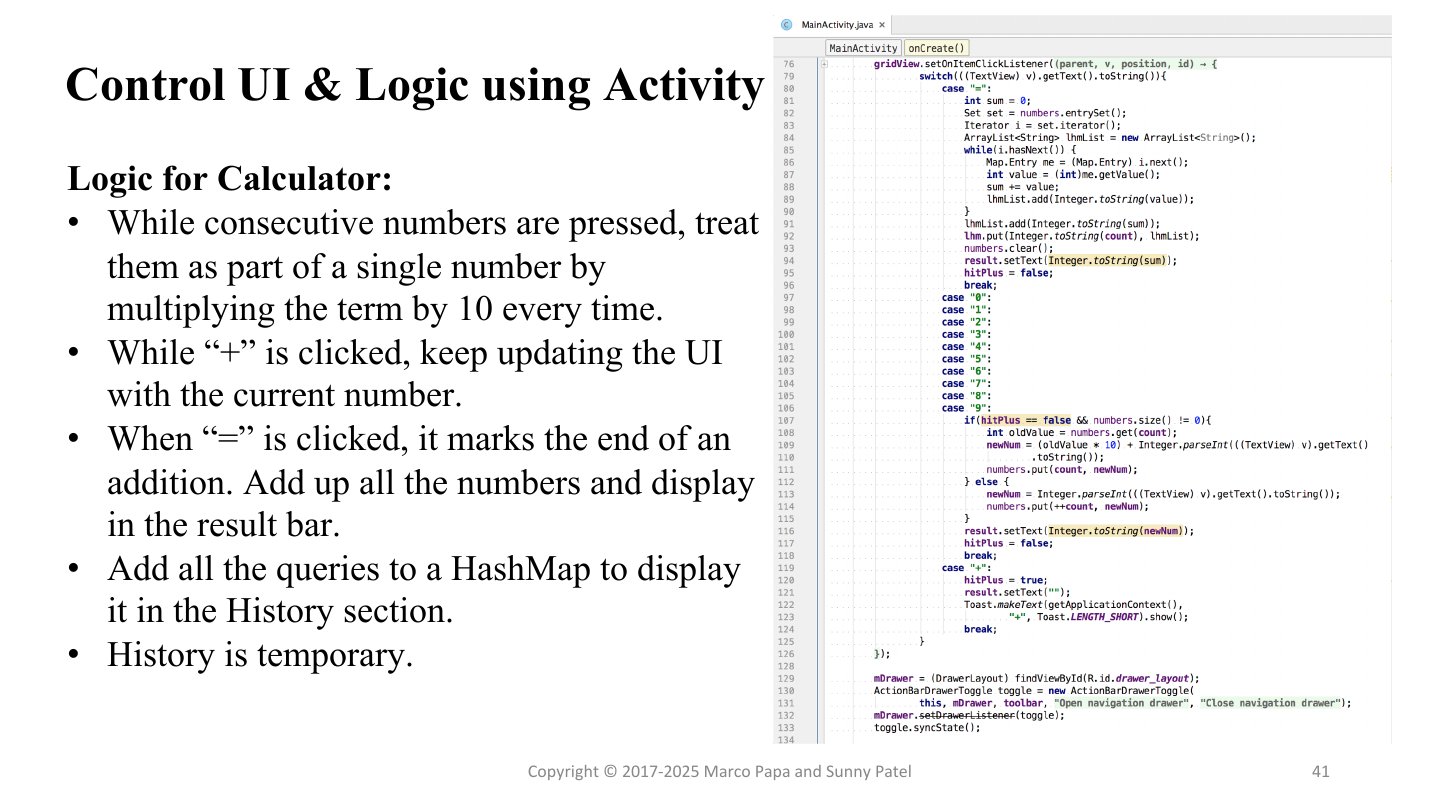 Control UI & Logic using Activity
Logic for Calculator:
• While consecutive numbers are pressed, treat
them as part of a single number by
multiplying the term by 10 every time.
• While “+” is clicked, keep updating the UI
with the current number.
• When “=” is clicked, it marks the end of an
addition. Add up all the numbers and display
in the result bar.
• Add all the queries to a HashMap to display
it in the History section.
• History is temporary.
MainActivity.java ×
MainActivity onCreate()
76 gridView.setOnItemClickListener((parent, v, position, id) → {
79 switch(((TextView) v).getText().toString()){
80 case "=":
81 int sum = 0;
82 Set set = numbers.entrySet();
83 Iterator i = set.iterator();
84 ArrayList<String> lhmList = new ArrayList<String>();
85 while(i.hasNext()) {
86 Map.Entry me = (Map.Entry) i.next();
87 int value = (int)me.getValue();
88 sum += value;
89 lhmList.add(Integer.toString(value));
90 }
91 lhmList.add(Integer.toString(sum));
92 lhm.put(Integer.toString(count), lhmList);
93 numbers.clear();
94 result.setText(Integer.toString(sum));
95 hitPlus = false;
96 break;
97 case "0":
98 case "1":
99 case "2":
100 case "3":
101 case "4":
102 case "5":
103 case "6":
104 case "7":
105 case "8":
106 case "9":
107 if(hitPlus == false && numbers.size() != 0){
108 int oldValue = numbers.get(count);
109 newNum = (oldValue * 10) + Integer.parseInt(((TextView) v).getText()
110 .toString());
111 numbers.put(count, newNum);
112 } else {
113 newNum = Integer.parseInt(((TextView) v).getText().toString());
114 numbers.put(++count, newNum);
115 }
116 result.setText(Integer.toString(newNum));
117 hitPlus = false;
118 break;
119 case "+":
120 hitPlus = true;
121 result.setText("");
122 Toast.makeText(getApplicationContext(),
123 "+", Toast.LENGTH_SHORT).show();
124 break;
125 }
126 });
128
129 mDrawer = (DrawerLayout) findViewById(R.id.drawer_layout);
130 ActionBarDrawerToggle toggle = new ActionBarDrawerToggle(
131 this, mDrawer, toolbar, "Open navigation drawer", "Close navigation drawer");
132 mDrawer.setDrawerListener(toggle);
133 toggle.syncState();
134
Copyright © 2017-2025 Marco Papa and Sunny Patel
41